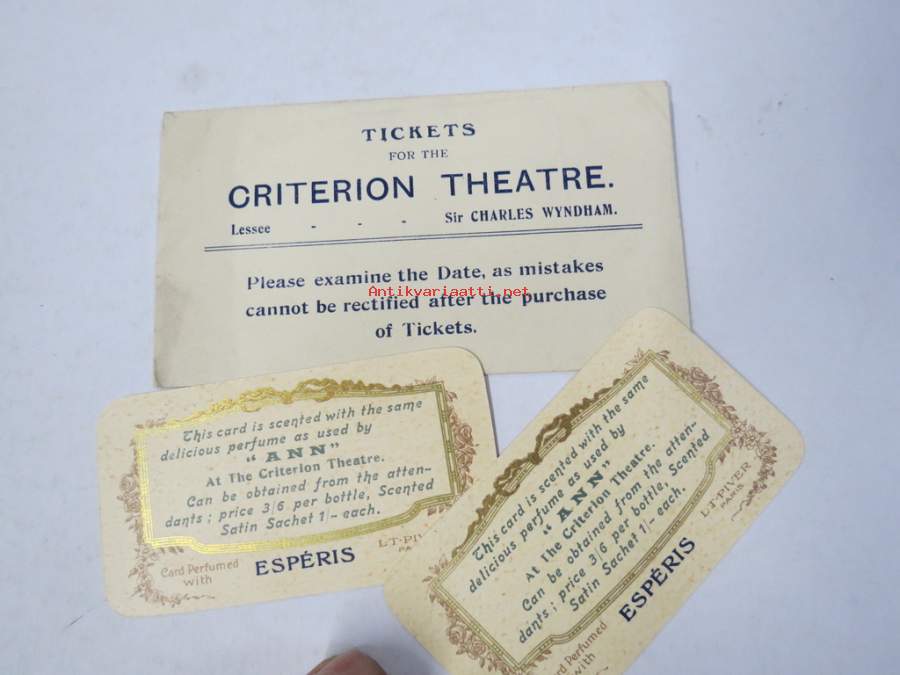 TICKETS
FOR THE
CRITERION THEATRE.
Lessee - - - Sir CHARLES WYNDHAM.
Please examine the Date, as mistakes
Antikvariaatti.net
cannot be rectified after the purchase
of Tickets.
This card is scented with the same
delicious perfume as used by
"ANN"
At The Criterion Theatre.
Can be obtained from the atten-
dants; price 3/6 per bottle, Scented
Satin Sachet 1/- each.
Card Perfumed
with
ESPÉRIS
L.T. PIVER
This card is scented with the same
delicious perfume as used by
"ANN"
At The Criterion Theatre.
Can be obtained from the atten-
dants; price 3/6 per bottle, Scented
Satin Sachet 1/- each.
Card Perfumed
with
ESPÉRIS
L.T. PIVER
PARIS